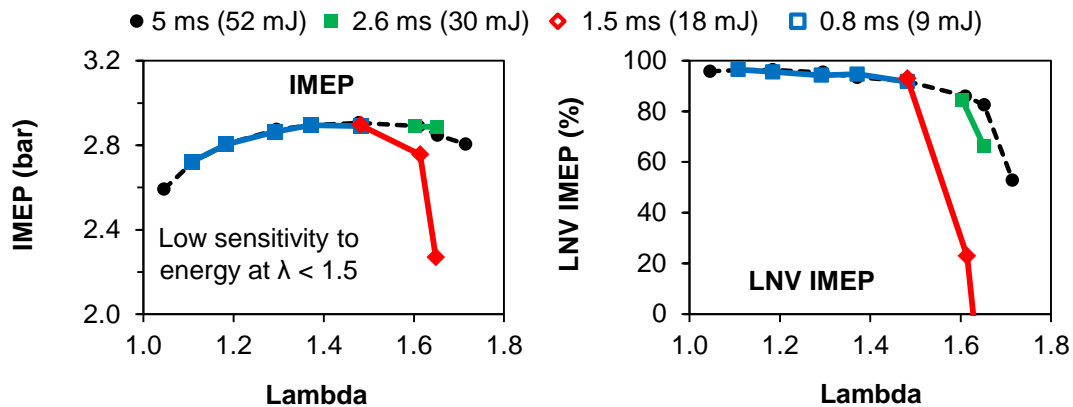 5 ms (52 mJ) 2.6 ms (30 mJ) 1.5 ms (18 mJ) 0.8 ms (9 mJ)
IMEP (bar)
3.2
2.8
2.4
2.0
IMEP
Low sensitivity to
energy at λ < 1.5
1.0 1.2 1.4 1.6 1.8
Lambda
LNV IMEP (%)
100
80
60
40
20
0
LNV IMEP
1.0 1.2 1.4 1.6 1.8
Lambda